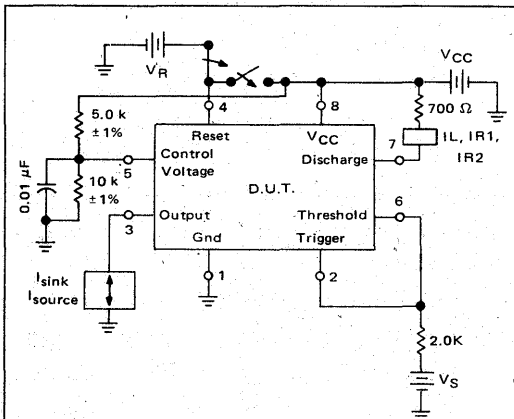 V_R
V_CC
5.0 k
± 1%
4
8
700 Ω
Reset
V_CC
7
IL, IR1,
IR2
0.01 µF
10 k
± 1%
5
Control
Voltage
Discharge
D.U.T.
6
3
Output
Threshold
Gnd
Trigger
I_sink
I_source
1
2
2.0K
V_S